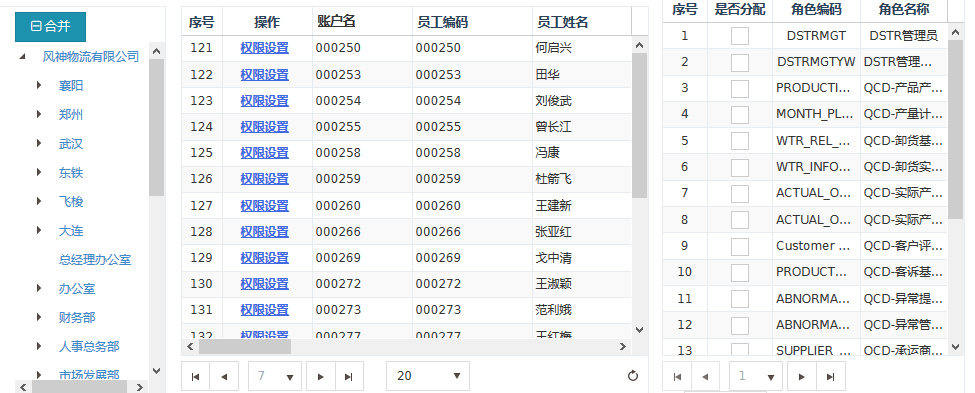 合并
风神物流有限公司
襄阳
郑州
武汉
东铁
飞梭
大连
总经理办公室
办公室
财务部
人事总务部
市场发展部
序号 操作 账户名 员工编码 员工姓名
121 权限设置 000250 000250 何启兴
122 权限设置 000253 000253 田华
123 权限设置 000254 000254 刘俊武
124 权限设置 000255 000255 曾长江
125 权限设置 000258 000258 冯康
126 权限设置 000259 000259 杜箭飞
127 权限设置 000260 000260 王建新
128 权限设置 000266 000266 张亚红
129 权限设置 000269 000269 戈中清
130 权限设置 000272 000272 王淑颖
131 权限设置 000273 000273 范利娥
132 权限设置 000277 000277 王红梅
7 20
序号 是否分配 角色编码 角色名称
1 DSTRMGT DSTR管理员
2 DSTRMGTYW DSTR管理...
3 PRODUCTI... QCD-产品产...
4 MONTH_PL... QCD-产量计...
5 WTR_REL_... QCD-卸货基...
6 WTR_INFO... QCD-卸货实...
7 ACTUAL_O... QCD-实际产...
8 ACTUAL_O... QCD-实际产...
9 Customer ... QCD-客户评...
10 PRODUCT... QCD-客诉基...
11 ABNORMA... QCD-异常提...
12 ABNORMA... QCD-异常管...
13 SUPPLIER_... QCD-承运商...
1